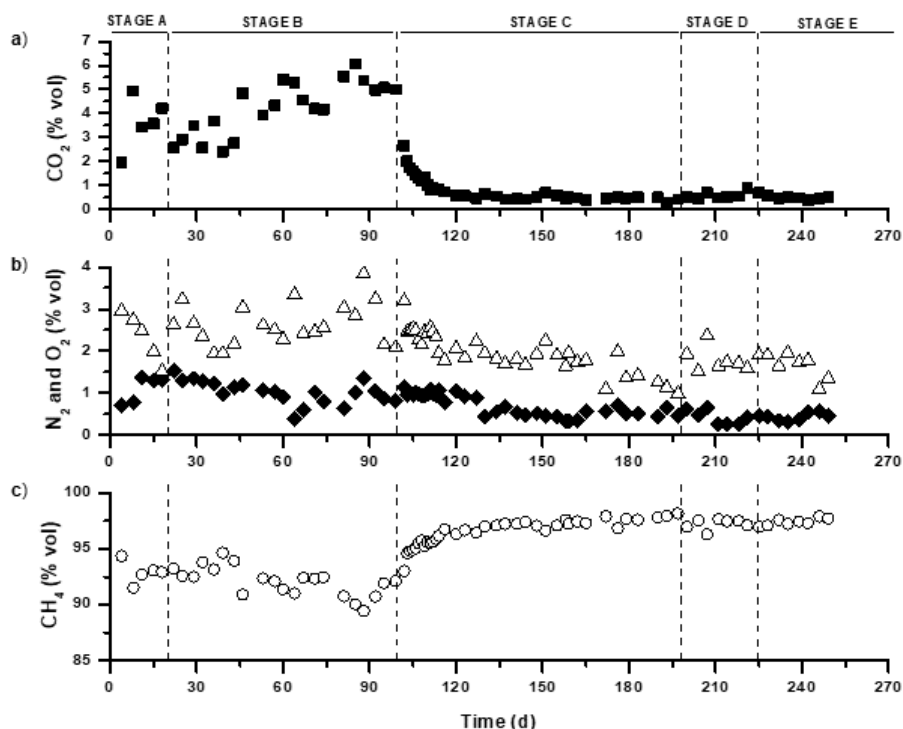 STAGE A STAGE B STAGE C STAGE D STAGE E
a)
7
6
5
4
3
2
1
0
CO₂ (% vol)
0 30 60 90 120 150 180 210 240 270
b)
4
3
2
1
0
N₂ and O₂ (% vol)
0 30 60 90 120 150 180 210 240 270
c)
100
95
90
85
CH₄ (% vol)
0 30 60 90 120 150 180 210 240 270
Time (d)